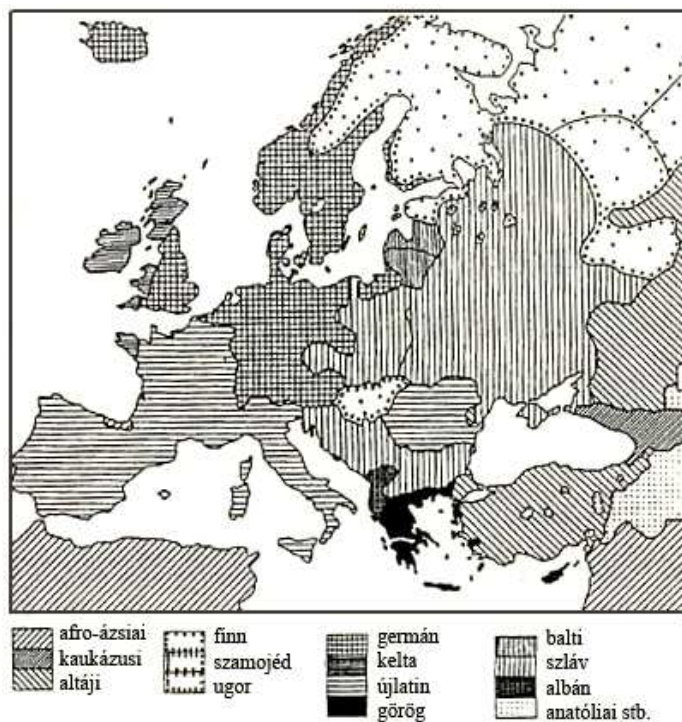 afro-ázsiai
kaukázusi
altáji
finn
szamojéd
ugor
germán
kelta
újlatin
görög
balti
szláv
albán
anatóliai stb.